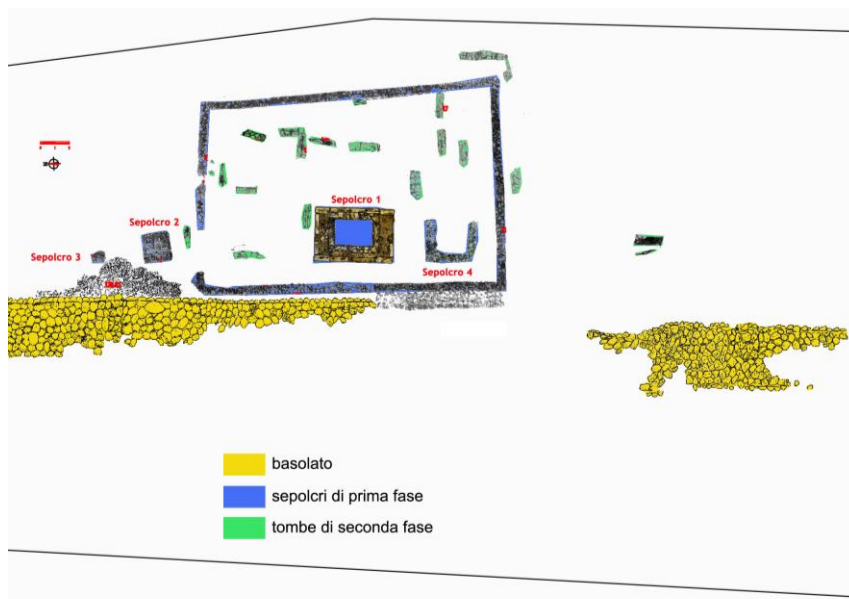 Sepolcro 1
Sepolcro 2
Sepolcro 3
Sepolcro 4
basolato
sepolcri di prima fase
tombe di seconda fase